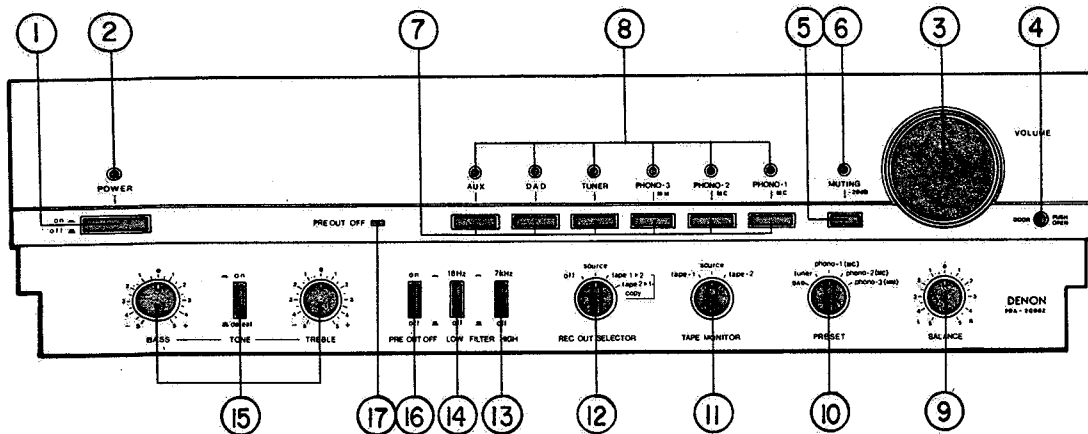 1 2 7 8 5 6 3 4
VOLUME
POWER AUX DAD TUNER PHONO-3 MM PHONO-2 MC PHONO-1 MC MUTING -20dB
on
off
PRE OUT OFF
DOOR PUSH OPEN
on 18Hz 7kHz
on
defeat
off off off
BASS TONE TREBLE
PRE OUT OFF LOW FILTER HIGH
off source tape 1▸2 tape 2▸1 copy
REC OUT SELECTOR
tape-1 source tape-2
TAPE MONITOR
tuner phono-1 (MC) phono-2 (MC) phono-3 (MM)
PRESET
BALANCE
DENON
15 17 16 14 13 12 11 10 9